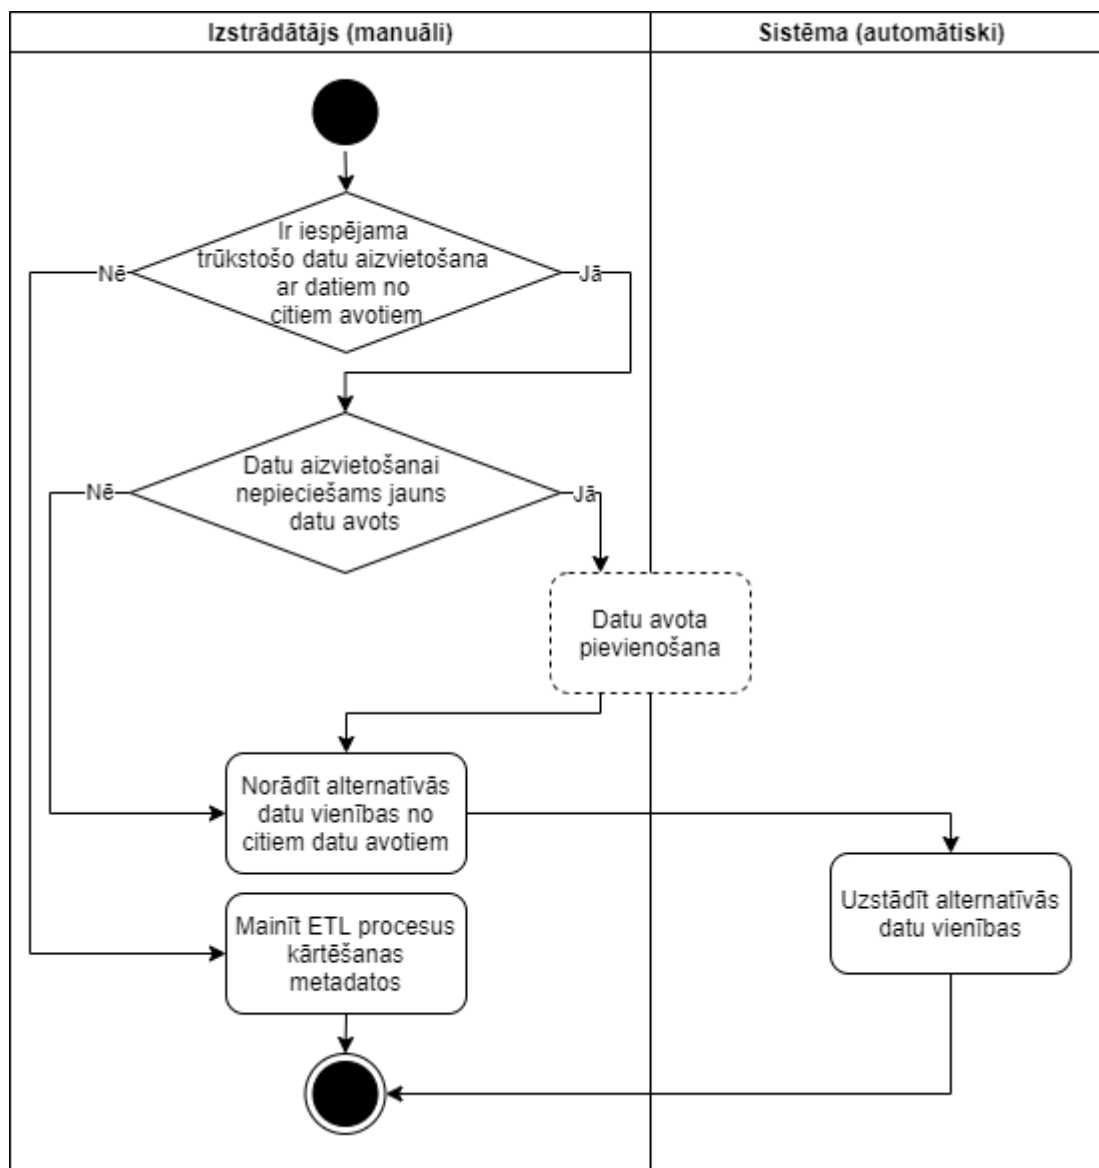 Izstrādātājs (manuāli)
Sistēma (automātiski)
Ir iespējama
trūkstošo datu aizvietošana
ar datiem no
citiem avotiem
Nē
Jā
Datu aizvietošanai
nepieciešams jauns
datu avots
Nē
Jā
Datu avota
pievienošana
Norādīt alternatīvās
datu vienības no
citiem datu avotiem
Uzstādīt alternatīvās
datu vienības
Mainīt ETL procesus
kārtēšanas
metadatos